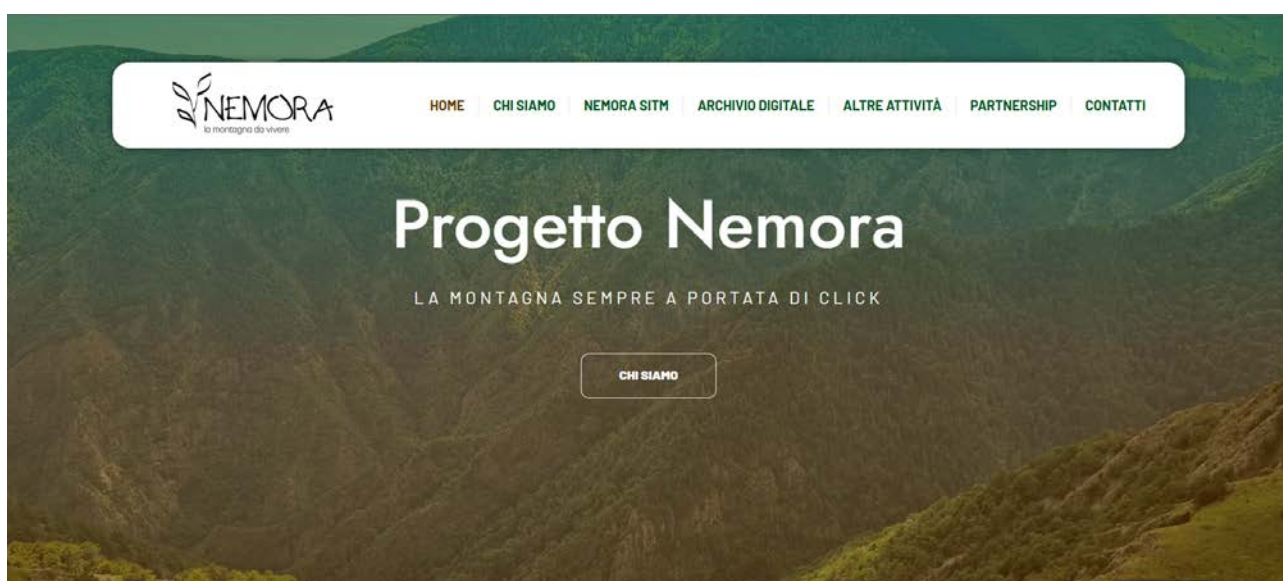 NEMORA
la montagna da vivere
HOME CHI SIAMO NEMORA SITM ARCHIVIO DIGITALE ALTRE ATTIVITÀ PARTNERSHIP CONTATTI
Progetto Nemora
LA MONTAGNA SEMPRE A PORTATA DI CLICK
CHI SIAMO